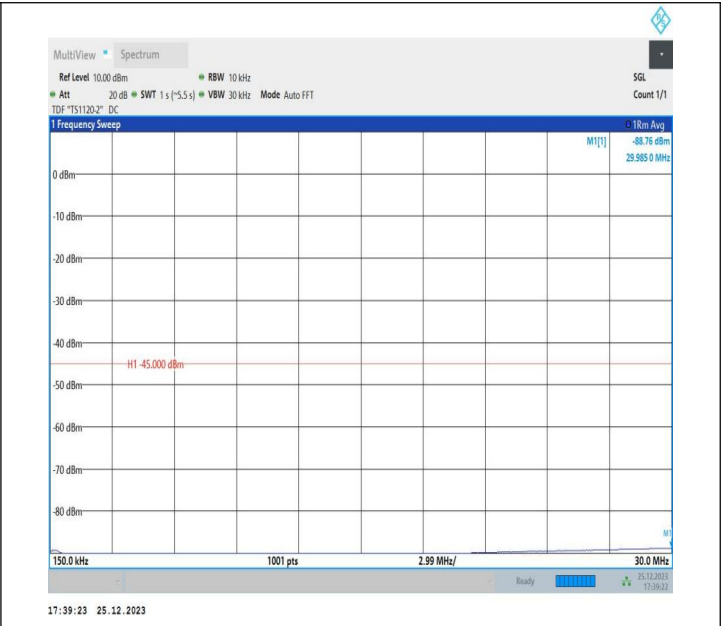 MultiView Spectrum
Ref Level 10.00 dBm RBW 10 kHz SGL
Att 20 dB SWT 1 s (~5.5 s) VBW 30 kHz Mode Auto FFT Count 1/1
TDF "TS1120-2" DC
1 Frequency Sweep 1Rm Avg
M1[1] -88.76 dBm
29.985 0 MHz
0 dBm
-10 dBm
-20 dBm
-30 dBm
-40 dBm
H1 -45.000 dBm
-50 dBm
-60 dBm
-70 dBm
-80 dBm
M1
150.0 kHz 1001 pts 2.99 MHz/ 30.0 MHz
Ready 25.12.2023
17:39:22
17:39:23 25.12.2023